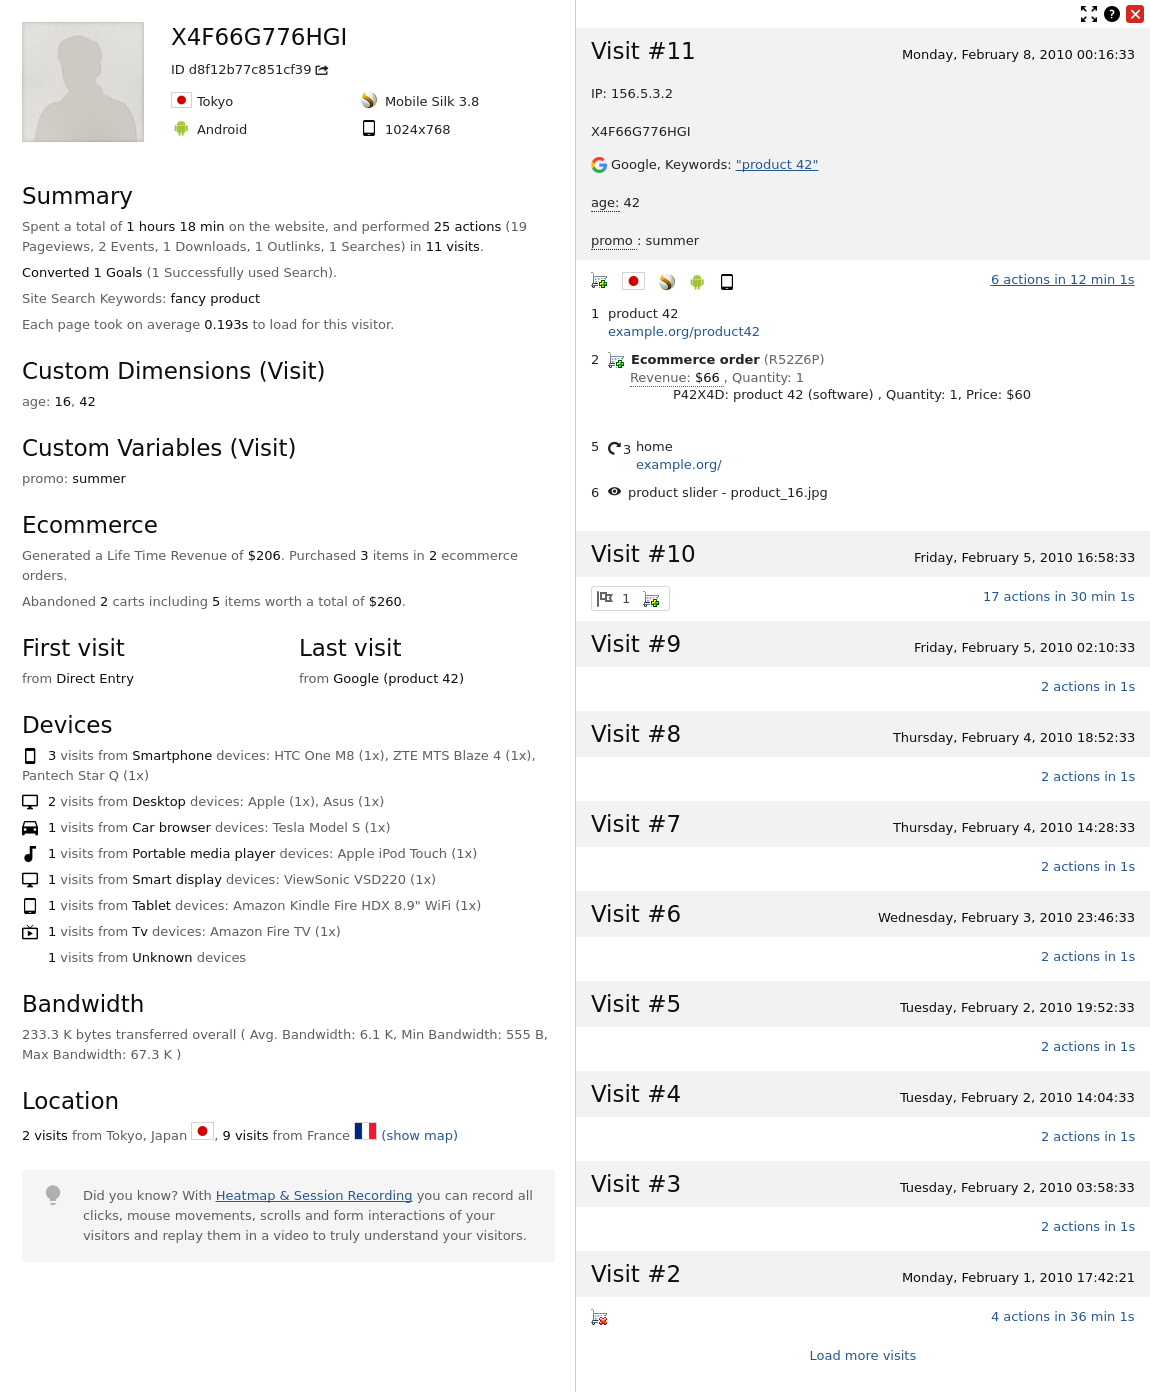 X4F66G776HGI
ID d8f12b77c851cf39
Tokyo
Mobile Silk 3.8
Android
1024x768
Summary
Spent a total of 1 hours 18 min on the website, and performed 25 actions (19
Pageviews, 2 Events, 1 Downloads, 1 Outlinks, 1 Searches) in 11 visits.
Converted 1 Goals (1 Successfully used Search).
Site Search Keywords: fancy product
Each page took on average 0.193s to load for this visitor.
Custom Dimensions (Visit)
age: 16, 42
Custom Variables (Visit)
promo: summer
Ecommerce
Generated a Life Time Revenue of $206. Purchased 3 items in 2 ecommerce
orders.
Abandoned 2 carts including 5 items worth a total of $260.
First visit
from Direct Entry
Last visit
from Google (product 42)
Devices
3 visits from Smartphone devices: HTC One M8 (1x), ZTE MTS Blaze 4 (1x),
Pantech Star Q (1x)
2 visits from Desktop devices: Apple (1x), Asus (1x)
1 visits from Car browser devices: Tesla Model S (1x)
1 visits from Portable media player devices: Apple iPod Touch (1x)
1 visits from Smart display devices: ViewSonic VSD220 (1x)
1 visits from Tablet devices: Amazon Kindle Fire HDX 8.9" WiFi (1x)
1 visits from Tv devices: Amazon Fire TV (1x)
1 visits from Unknown devices
Bandwidth
233.3 K bytes transferred overall ( Avg. Bandwidth: 6.1 K, Min Bandwidth: 555 B,
Max Bandwidth: 67.3 K )
Location
2 visits from Tokyo, Japan , 9 visits from France (show map)
Did you know? With Heatmap & Session Recording you can record all
clicks, mouse movements, scrolls and form interactions of your
visitors and replay them in a video to truly understand your visitors.
?
Visit #11
Monday, February 8, 2010 00:16:33
IP: 156.5.3.2
X4F66G776HGI
Google, Keywords: "product 42"
age: 42
promo : summer
6 actions in 12 min 1s
1 product 42
example.org/product42
2 Ecommerce order (R52Z6P)
Revenue: $66 , Quantity: 1
P42X4D: product 42 (software) , Quantity: 1, Price: $60
5 3 home
example.org/
6 product slider - product_16.jpg
Visit #10
Friday, February 5, 2010 16:58:33
1
17 actions in 30 min 1s
Visit #9
Friday, February 5, 2010 02:10:33
2 actions in 1s
Visit #8
Thursday, February 4, 2010 18:52:33
2 actions in 1s
Visit #7
Thursday, February 4, 2010 14:28:33
2 actions in 1s
Visit #6
Wednesday, February 3, 2010 23:46:33
2 actions in 1s
Visit #5
Tuesday, February 2, 2010 19:52:33
2 actions in 1s
Visit #4
Tuesday, February 2, 2010 14:04:33
2 actions in 1s
Visit #3
Tuesday, February 2, 2010 03:58:33
2 actions in 1s
Visit #2
Monday, February 1, 2010 17:42:21
4 actions in 36 min 1s
Load more visits